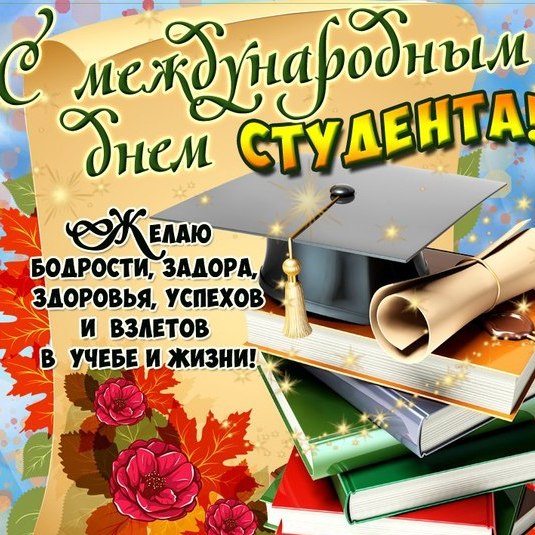 С международным
днем СТУДЕНТА!
ЖЕЛАЮ
БОДРОСТИ, ЗАДОРА,
ЗДОРОВЬЯ, УСПЕХОВ
И ВЗЛЕТОВ
В УЧЕБЕ И ЖИЗНИ!